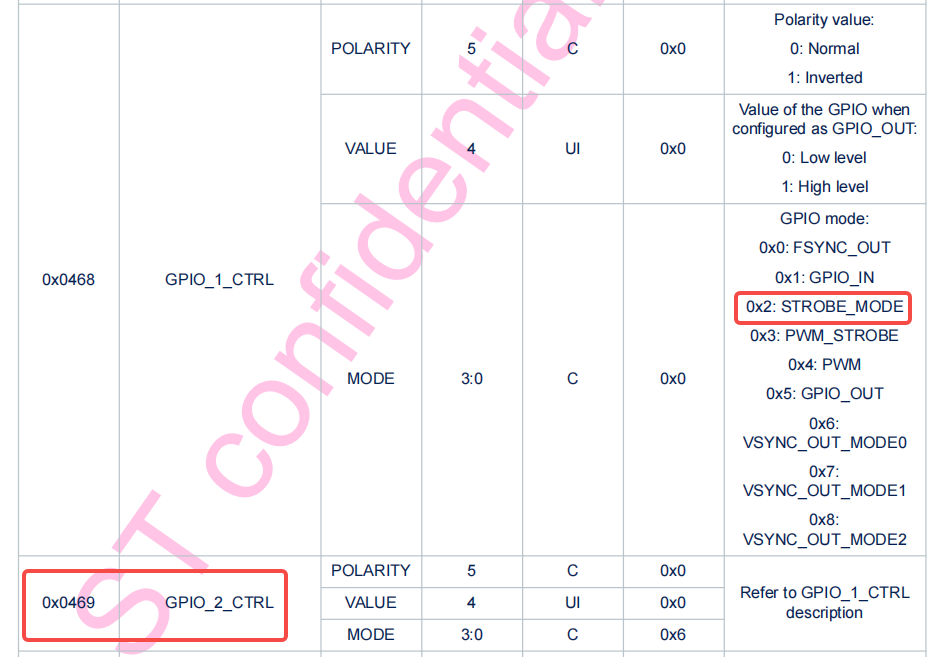 POLARITY 5 C 0x0
Polarity value:
0: Normal
1: Inverted
VALUE 4 UI 0x0
Value of the GPIO when
configured as GPIO_OUT:
0: Low level
1: High level
0x0468 GPIO_1_CTRL
MODE 3:0 C 0x0
GPIO mode:
0x0: FSYNC_OUT
0x1: GPIO_IN
0x2: STROBE_MODE
0x3: PWM_STROBE
0x4: PWM
0x5: GPIO_OUT
0x6:
VSYNC_OUT_MODE0
0x7:
VSYNC_OUT_MODE1
0x8:
VSYNC_OUT_MODE2
0x0469 GPIO_2_CTRL
POLARITY 5 C 0x0
VALUE 4 UI 0x0
MODE 3:0 C 0x6
Refer to GPIO_1_CTRL
description
ST confidential